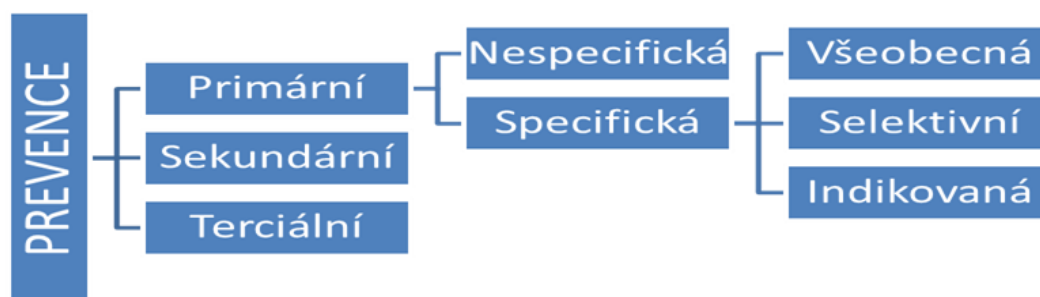 PREVENCE
Primární
Sekundární
Terciální
Nespecifická
Specifická
Všeobecná
Selektivní
Indikovaná